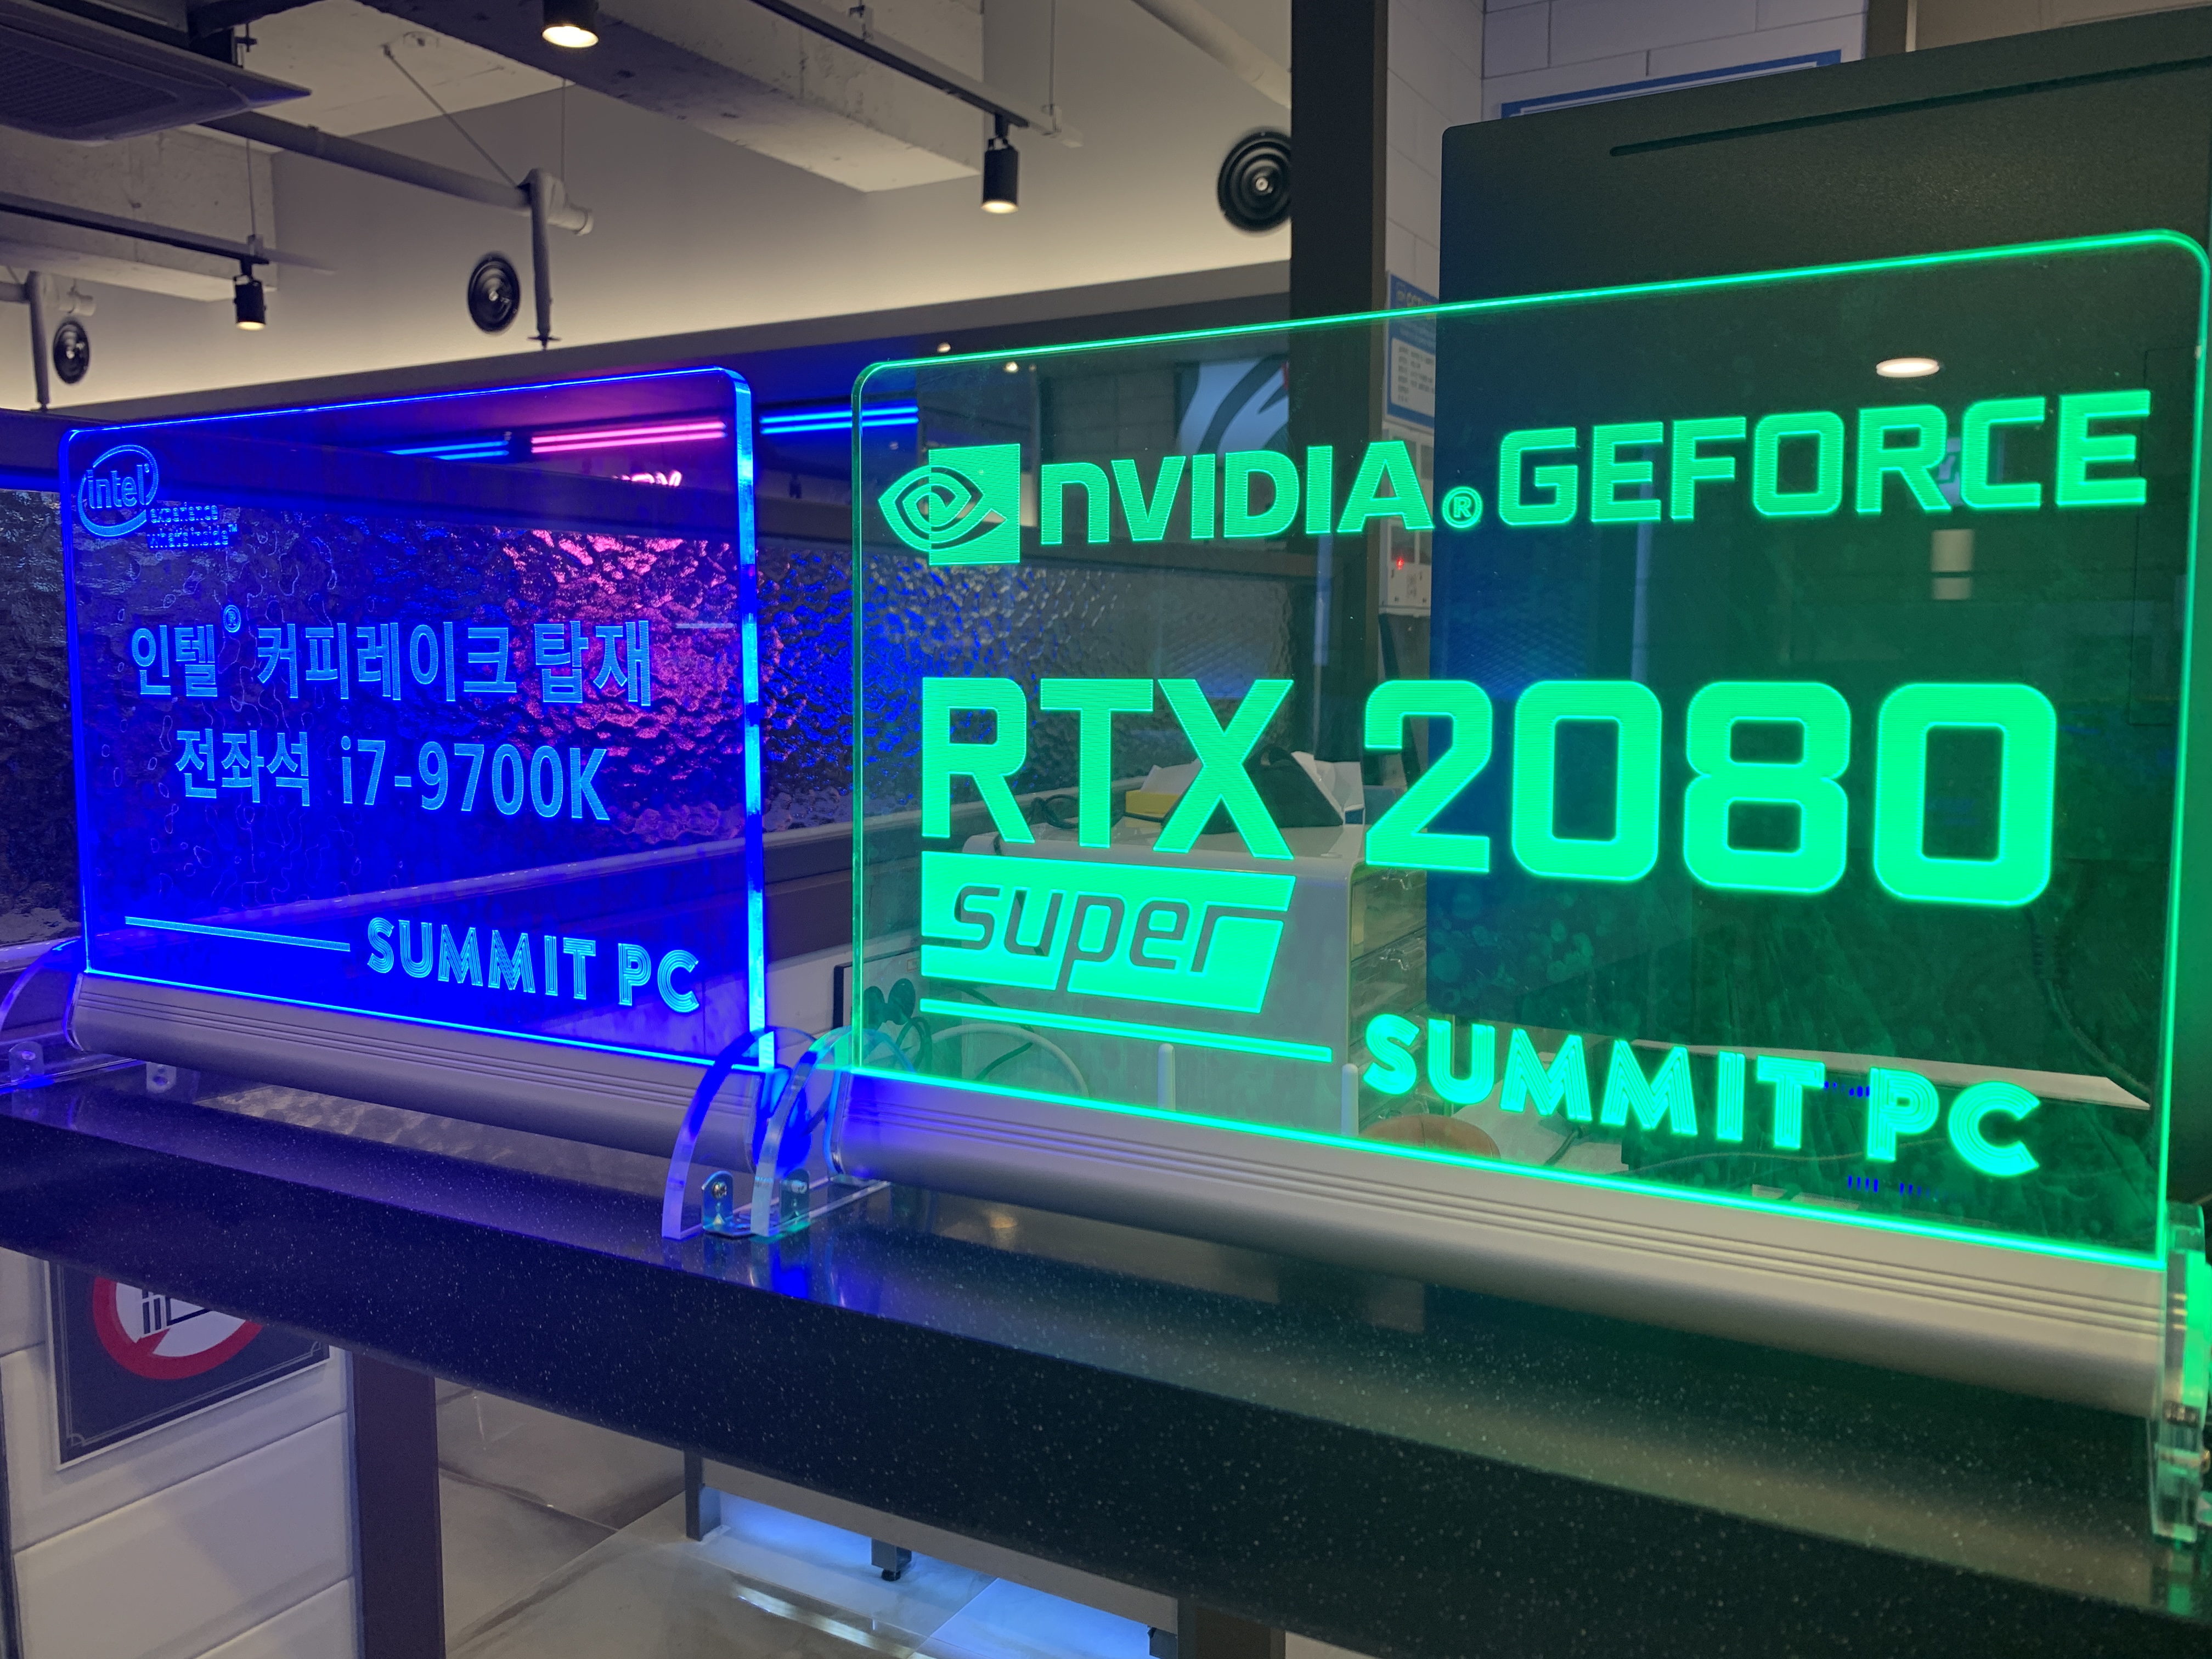 intel®
experience
what's inside™
인텔® 커피레이크 탑재
전좌석 i7-9700K
SUMMIT PC
NVIDIA® GEFORCE
RTX 2080
super
SUMMIT PC